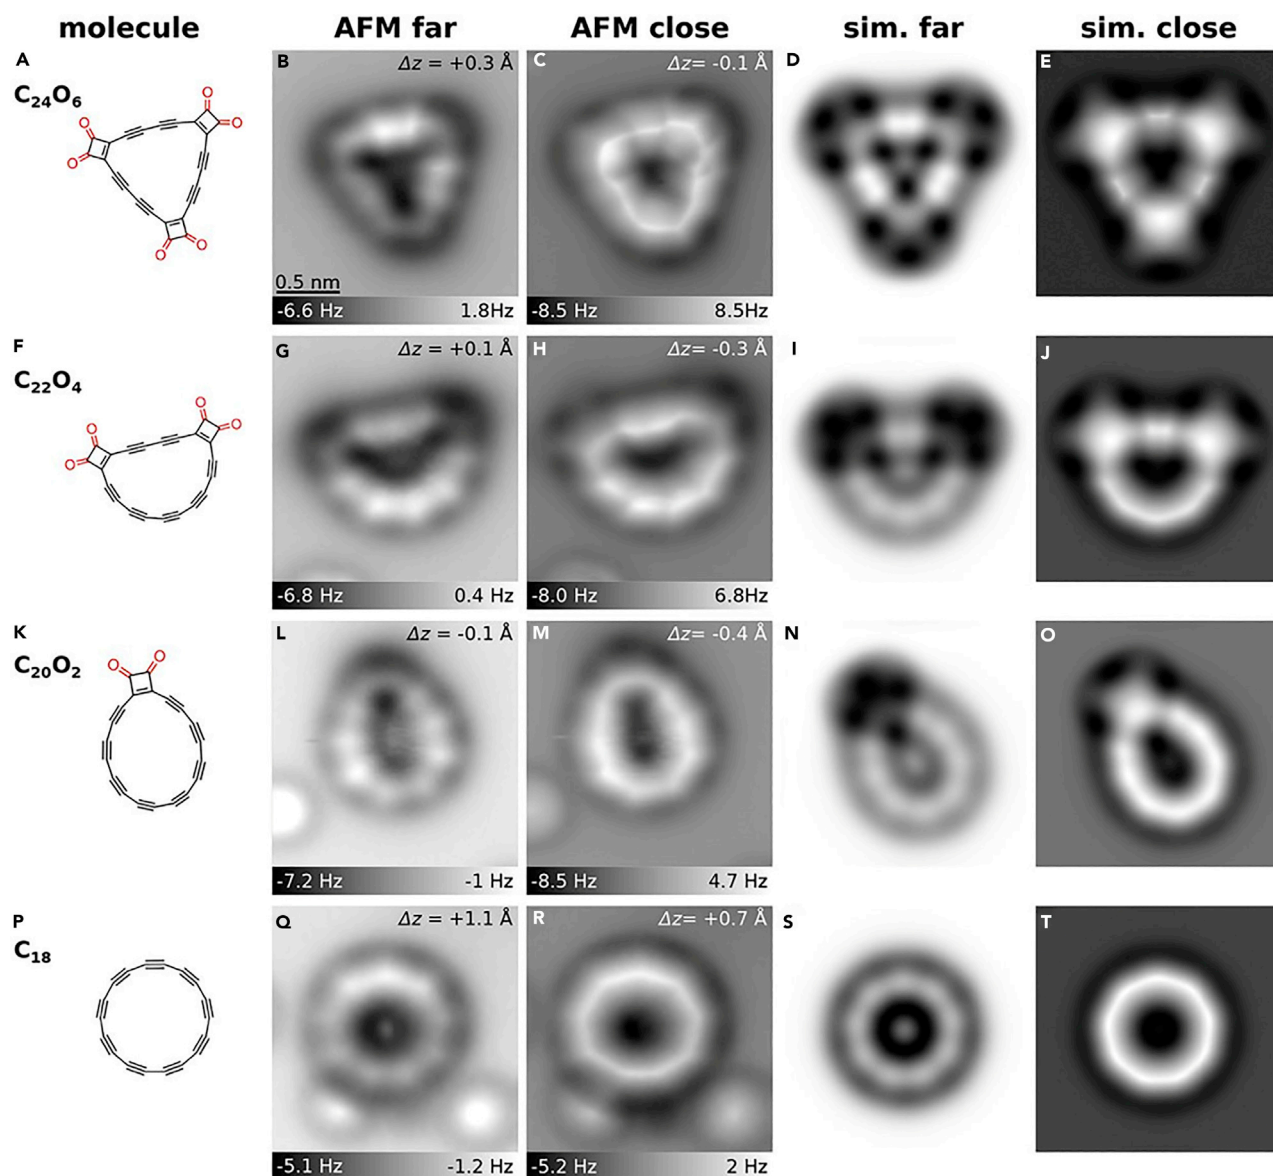 molecule AFM far AFM close sim. far sim. close
A B Δz = +0.3 Å C Δz = -0.1 Å D E
C₂₄O₆
O O O O O O
0.5 nm
-6.6 Hz 1.8Hz -8.5 Hz 8.5Hz
F G Δz = +0.1 Å H Δz= -0.3 Å I J
C₂₂O₄
O O O O
-6.8 Hz 0.4 Hz -8.0 Hz 6.8Hz
K L Δz = -0.1 Å M Δz= -0.4 Å N O
C₂₀O₂
O O
-7.2 Hz -1 Hz -8.5 Hz 4.7 Hz
P Q Δz = +1.1 Å R Δz= +0.7 Å S T
C₁₈
-5.1 Hz -1.2 Hz -5.2 Hz 2 Hz